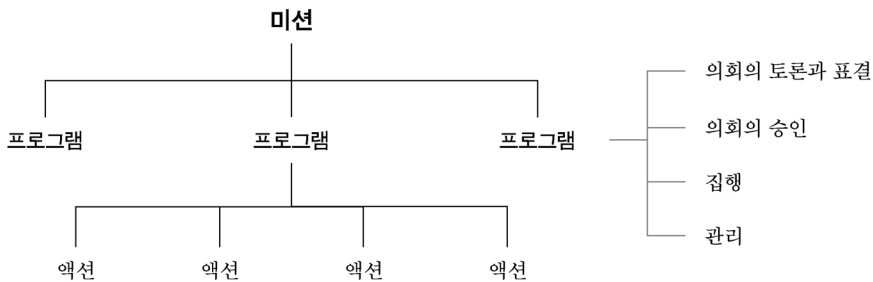 미션
프로그램
프로그램
프로그램
의회의 토론과 표결
의회의 승인
집행
관리
액션
액션
액션
액션